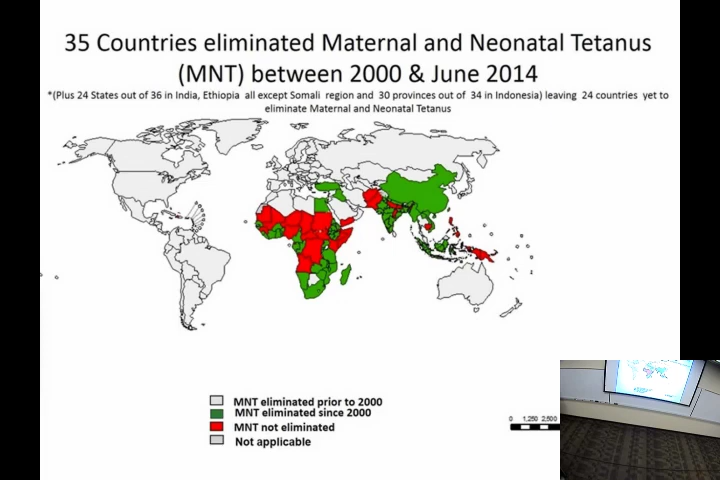 35 Countries eliminated Maternal and Neonatal Tetanus
(MNT) between 2000 & June 2014
*(Plus 24 States out of 36 in India, Ethiopia all except Somali region and 30 provinces out of 34 in Indonesia) leaving 24 countries yet to
eliminate Maternal and Neonatal Tetanus
MNT eliminated prior to 2000
MNT eliminated since 2000
MNT not eliminated
Not applicable
0 1,250 2,500